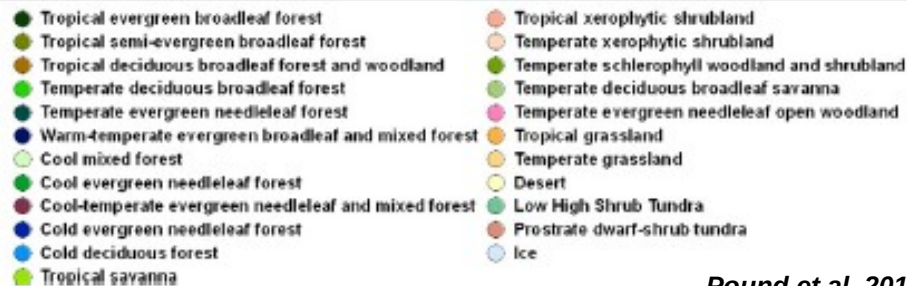 Tropical evergreen broadleaf forest
Tropical semi-evergreen broadleaf forest
Tropical deciduous broadleaf forest and woodland
Temperate deciduous broadleaf forest
Temperate evergreen needleleaf forest
Warm-temperate evergreen broadleaf and mixed forest
Cool mixed forest
Cool evergreen needleleaf forest
Cool-temperate evergreen needleleaf and mixed forest
Cold evergreen needleleaf forest
Cold deciduous forest
Tropical savanna
Tropical xerophytic shrubland
Temperate xerophytic shrubland
Temperate schlerophyll woodland and shrubland
Temperate deciduous broadleaf savanna
Temperate evergreen needleleaf open woodland
Tropical grassland
Temperate grassland
Desert
Low High Shrub Tundra
Prostrate dwarf-shrub tundra
Ice
Pound et al. 201